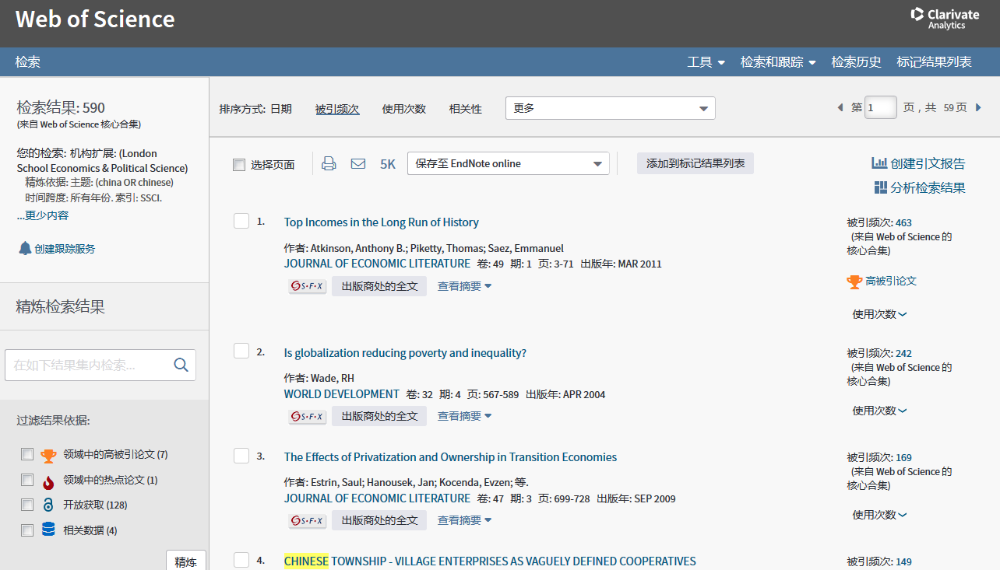 Web of Science
Clarivate
Analytics
检索
工具 检索和跟踪 检索历史 标记结果列表
检索结果: 590
(来自 Web of Science 核心合集)
您的检索: 机构扩展: (London
School Economics & Political Science)
精炼依据: 主题: (china OR chinese)
时间跨度: 所有年份. 索引: SSCI.
...更少内容
创建跟踪服务
精炼检索结果
在如下结果集内检索...
过滤结果依据:
领域中的高被引论文 (7)
领域中的热点论文 (1)
开放获取 (128)
相关数据 (4)
精炼
排序方式: 日期 被引频次 使用次数 相关性 更多
第 1 页 , 共 59 页
选择页面 5K 保存至 EndNote online 添加到标记结果列表
创建引文报告
分析检索结果
1. Top Incomes in the Long Run of History
作者: Atkinson, Anthony B.; Piketty, Thomas; Saez, Emmanuel
JOURNAL OF ECONOMIC LITERATURE 卷: 49 期: 1 页: 3-71 出版年: MAR 2011
S·F·X 出版商处的全文 查看摘要
被引频次: 463
(来自 Web of Science 的
核心合集)
高被引论文
使用次数
2. Is globalization reducing poverty and inequality?
作者: Wade, RH
WORLD DEVELOPMENT 卷: 32 期: 4 页: 567-589 出版年: APR 2004
S·F·X 出版商处的全文 查看摘要
被引频次: 242
(来自 Web of Science 的
核心合集)
使用次数
3. The Effects of Privatization and Ownership in Transition Economies
作者: Estrin, Saul; Hanousek, Jan; Kocenda, Evzen; 等.
JOURNAL OF ECONOMIC LITERATURE 卷: 47 期: 3 页: 699-728 出版年: SEP 2009
S·F·X 出版商处的全文 查看摘要
被引频次: 169
(来自 Web of Science 的
核心合集)
使用次数
4. CHINESE TOWNSHIP - VILLAGE ENTERPRISES AS VAGUELY DEFINED COOPERATIVES
被引频次: 149